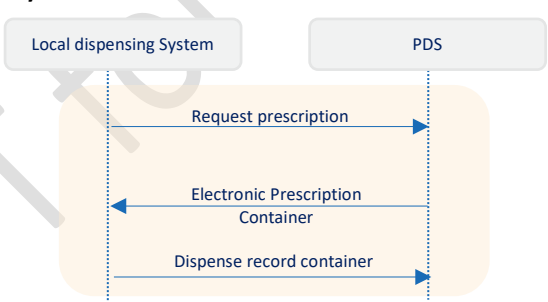 Local dispensing System
PDS
Request prescription
Electronic Prescription
Container
Dispense record container